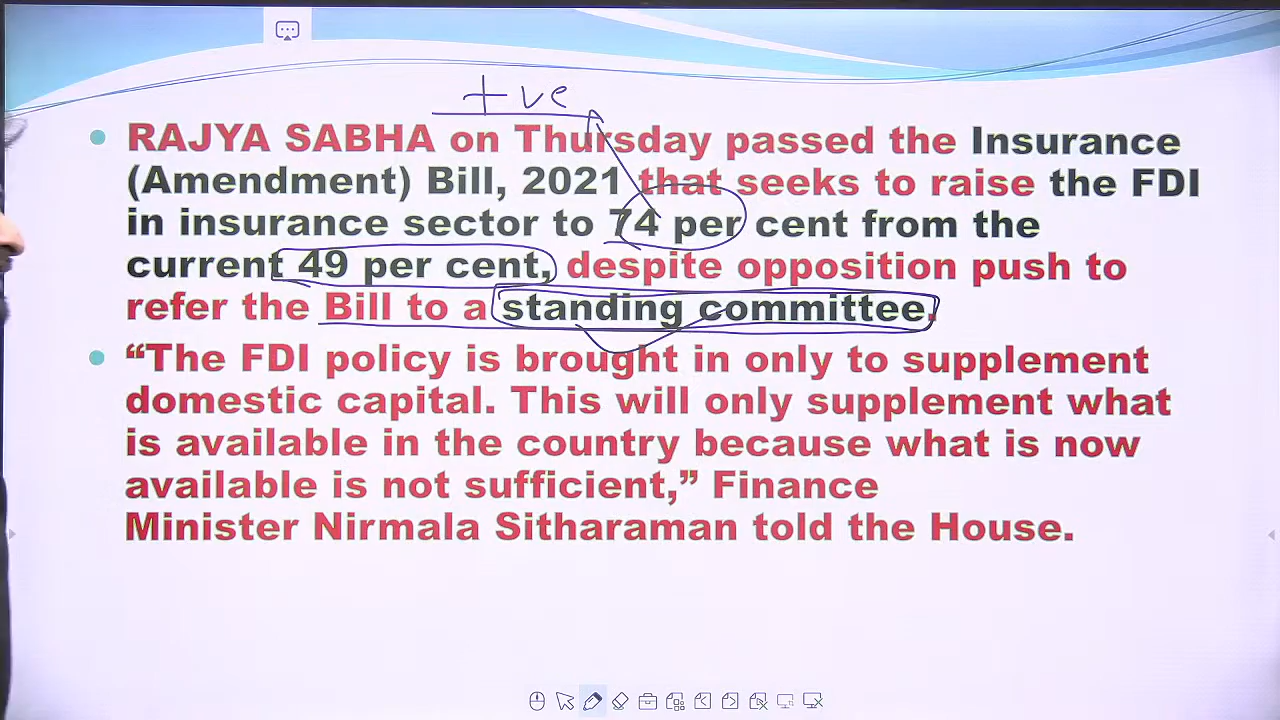 +ve
RAJYA SABHA on Thursday passed the Insurance
(Amendment) Bill, 2021 that seeks to raise the FDI
in insurance sector to 74 per cent from the
current 49 per cent, despite opposition push to
refer the Bill to a standing committee.
“The FDI policy is brought in only to supplement
domestic capital. This will only supplement what
is available in the country because what is now
available is not sufficient,” Finance
Minister Nirmala Sitharaman told the House.